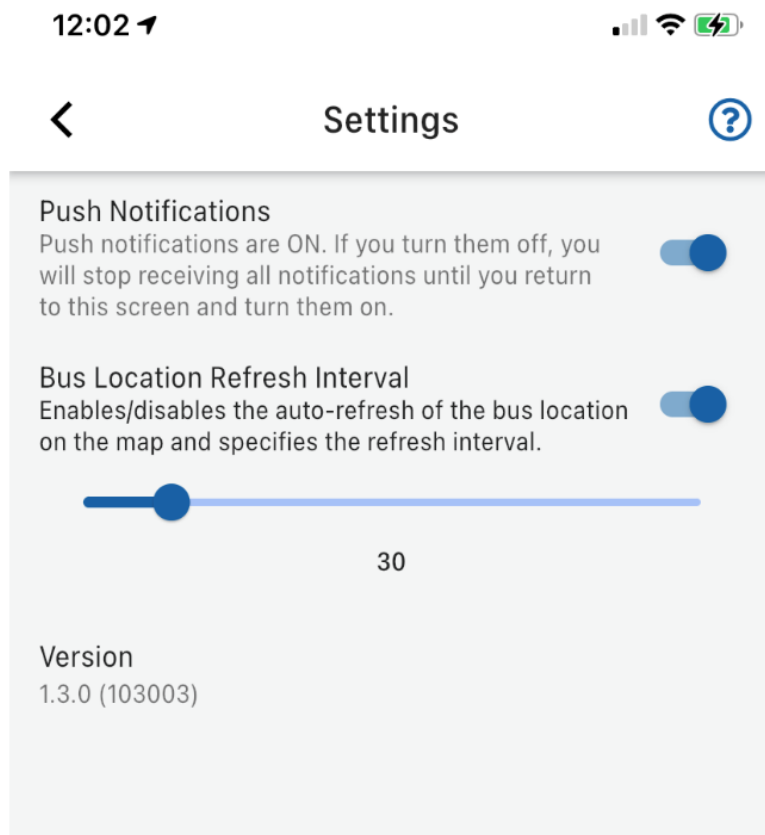 12:02
Settings
?
Push Notifications
Push notifications are ON. If you turn them off, you
will stop receiving all notifications until you return
to this screen and turn them on.
Bus Location Refresh Interval
Enables/disables the auto-refresh of the bus location
on the map and specifies the refresh interval.
30
Version
1.3.0 (103003)